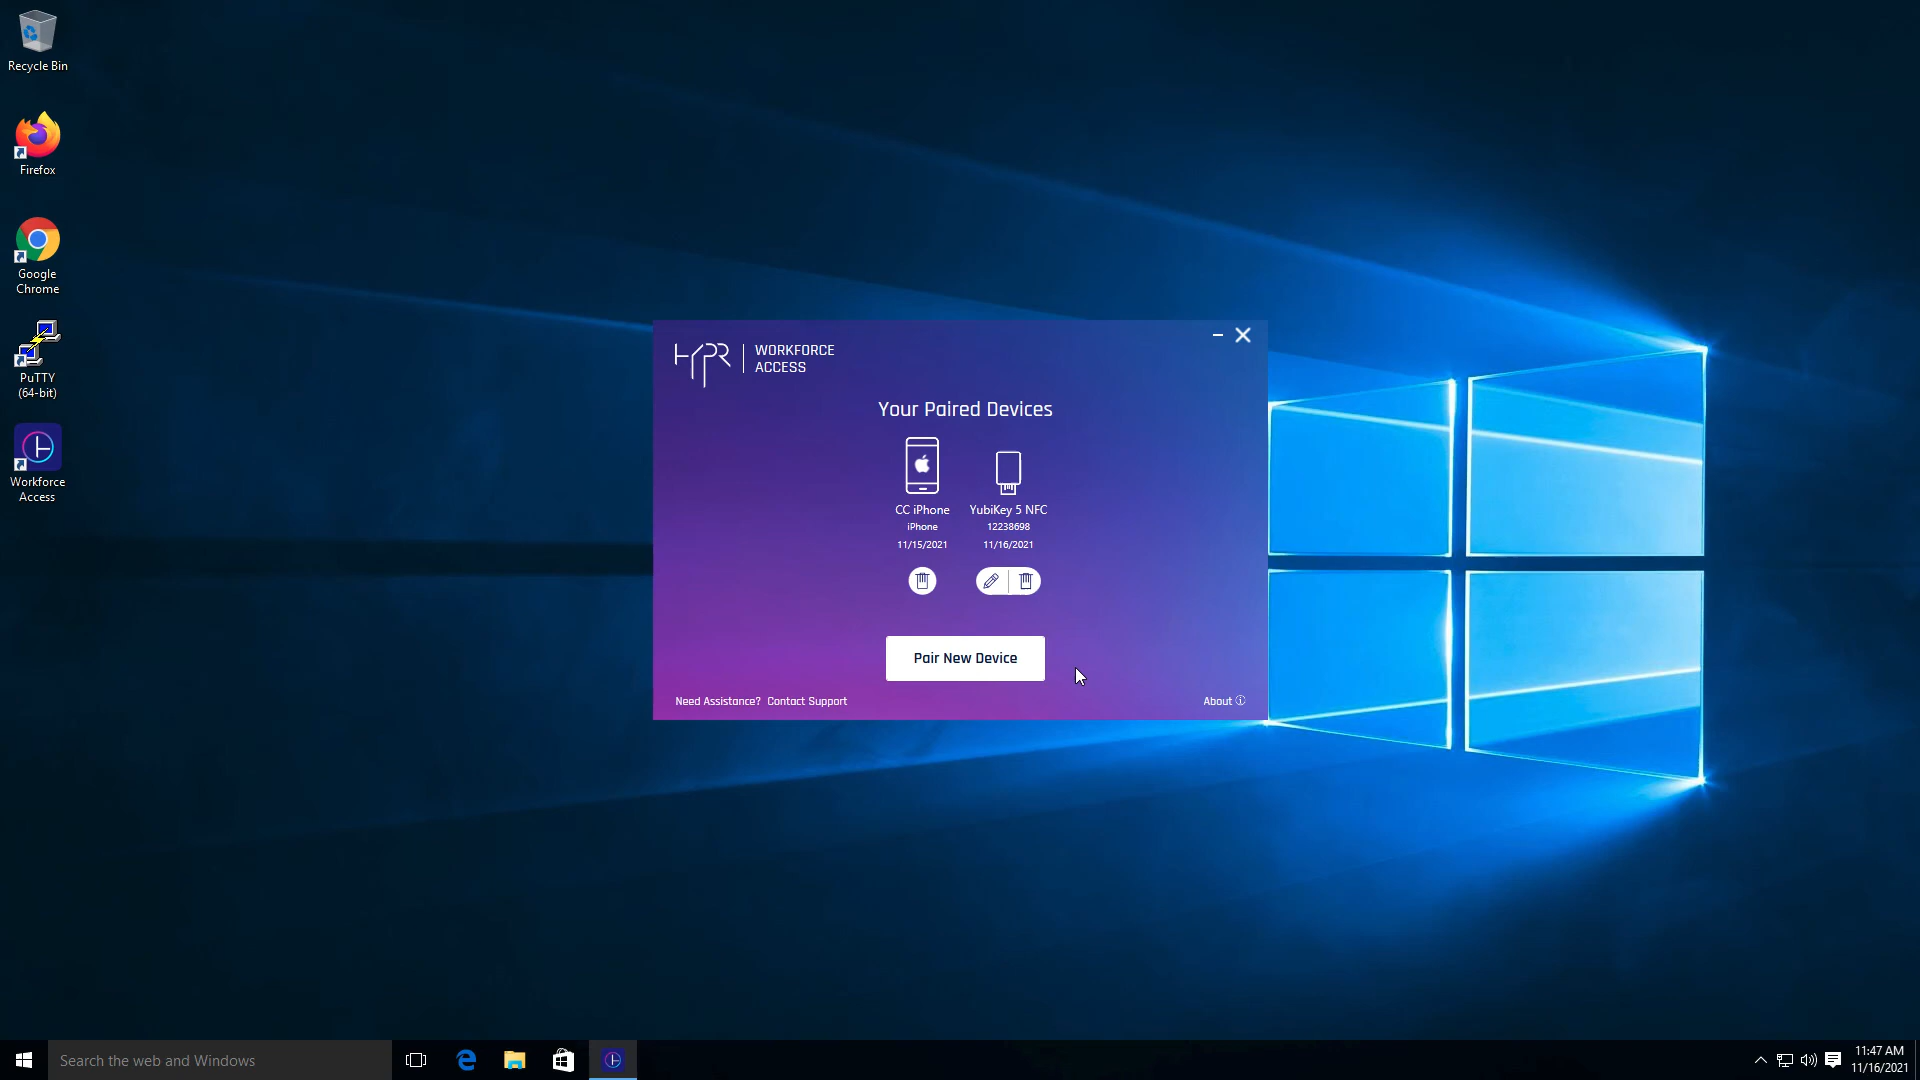 Recycle Bin
Firefox
Google
Chrome
PuTTY
(64-bit)
Workforce
Access
HYPR
WORKFORCE
ACCESS
Your Paired Devices
CC iPhone
iPhone
11/15/2021
YubiKey 5 NFC
12238698
11/16/2021
Pair New Device
Need Assistance? Contact Support
About
Search the web and Windows
11:47 AM
11/16/2021